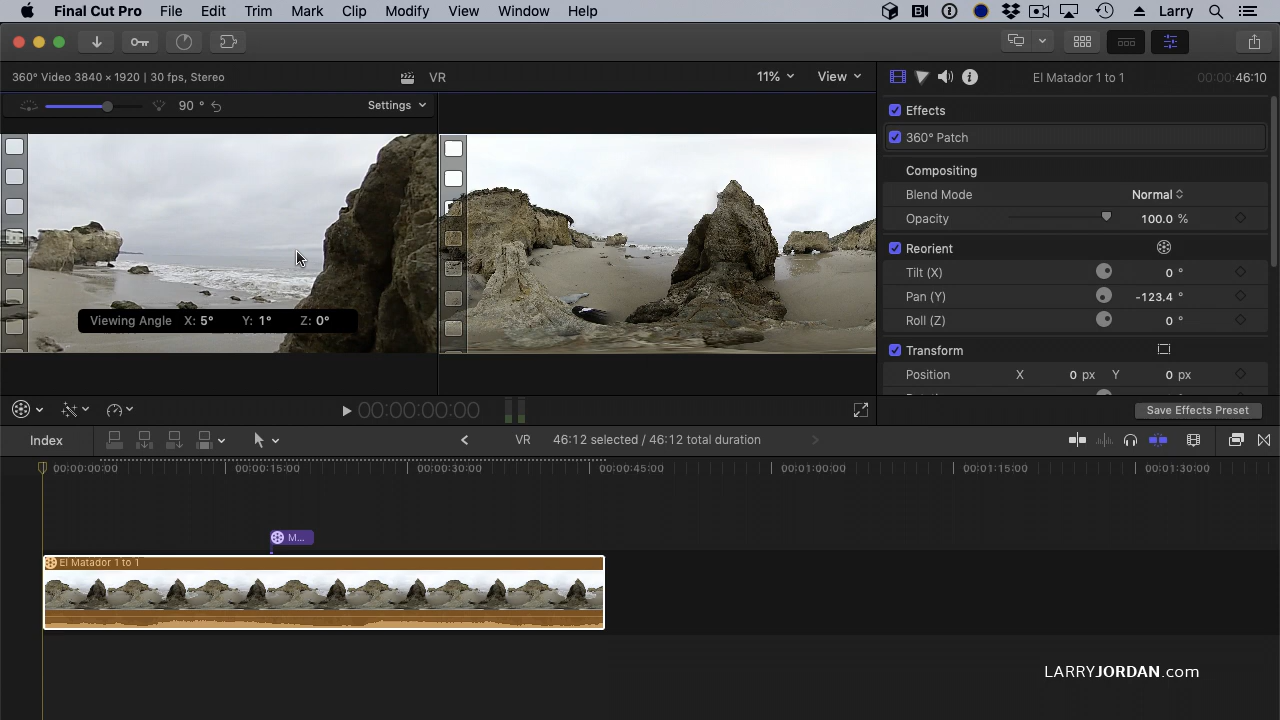 Final Cut Pro File Edit Trim Mark Clip Modify View Window Help Larry
360° Video 3840 × 1920 | 30 fps, Stereo VR 11% View El Matador 1 to 1 00:00:46:10
90 ° Settings
Effects
360° Patch
Compositing
Blend Mode Normal
Opacity 100.0 %
Reorient
Tilt (X) 0 °
Pan (Y) -123.4 °
Roll (Z) 0 °
Viewing Angle X: 5° Y: 1° Z: 0°
Transform
Position X 0 px Y 0 px
00:00:00:00
Save Effects Preset
Index VR 46:12 selected / 46:12 total duration
00:00:00:00 00:00:15:00 00:00:30:00 00:00:45:00 00:01:00:00 00:01:15:00 00:01:30:00
M...
El Matador 1 to 1
LARRYJORDAN.com